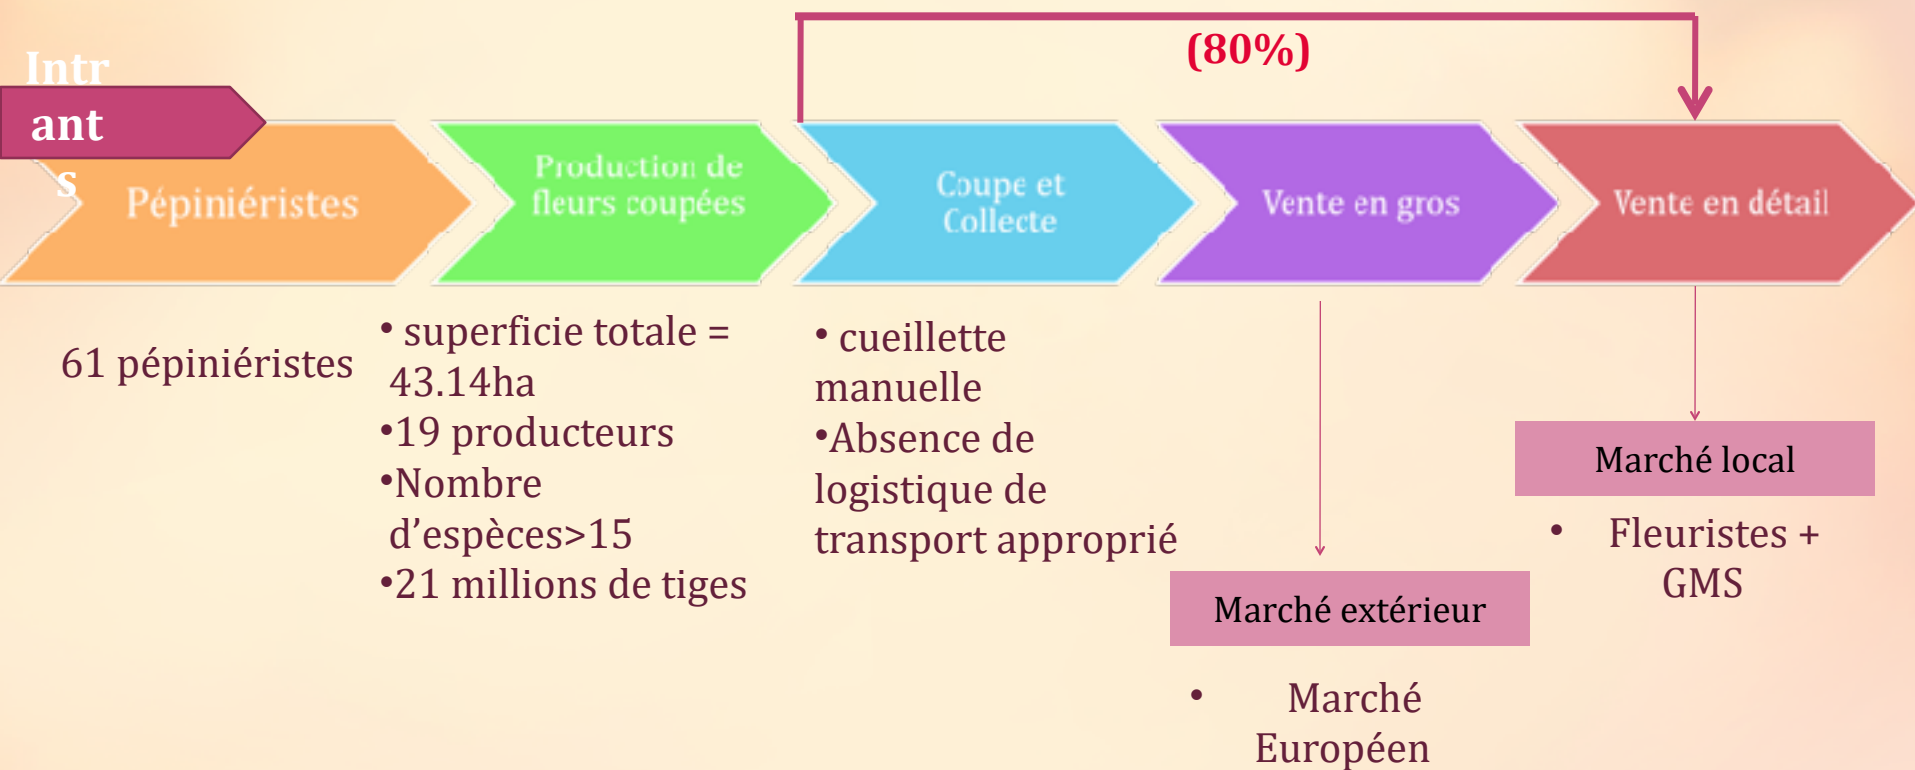 (80%)
Intr
ant
s
Pépiniéristes
Production de
fleurs coupées
Coupe et
Collecte
Vente en gros
Vente en détail
61 pépiniéristes
• superficie totale =
43.14ha
•19 producteurs
•Nombre
d’espèces>15
•21 millions de tiges
• cueillette
manuelle
•Absence de
logistique de
transport approprié
Marché extérieur
• Marché
Européen
Marché local
• Fleuristes +
GMS